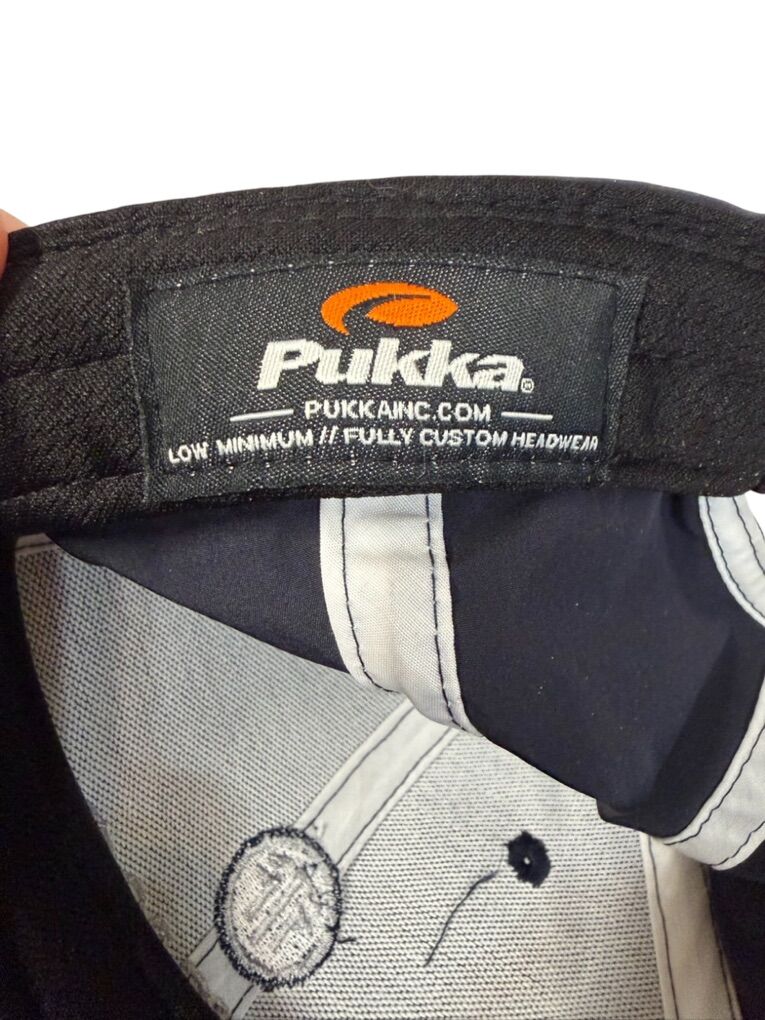 Pukka®
PUKKAINC.COM
LOW MINIMUM // FULLY CUSTOM HEADWEAR